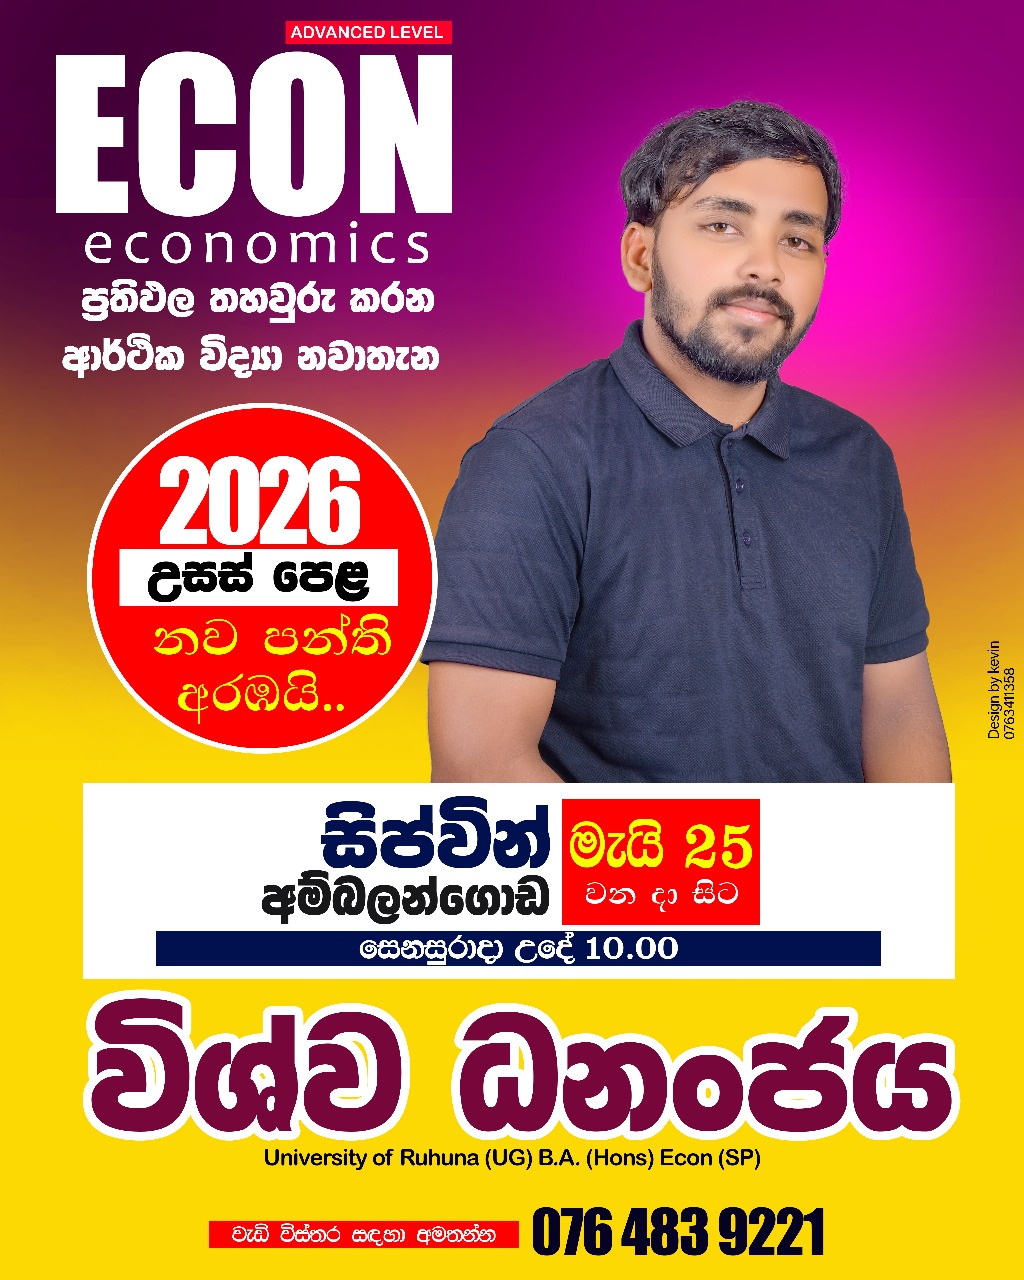 ADVANCED LEVEL
ECON
economics
ප්‍රතිඵල තහවුරු කරන
ආර්ථික විද්‍යා නවාතැන
2026
උසස් පෙළ
නව පන්ති
අරඹයි..
සිප්වින්
අම්බලන්ගොඩ
මැයි 25
වන දා සිට
සෙනසුරාදා උදේ 10.00
විශ්ව ධනංජය
University of Ruhuna (UG) B.A. (Hons) Econ (SP)
වැඩි විස්තර සඳහා අමතන්න
076 483 9221
Design by kevin
0763411358